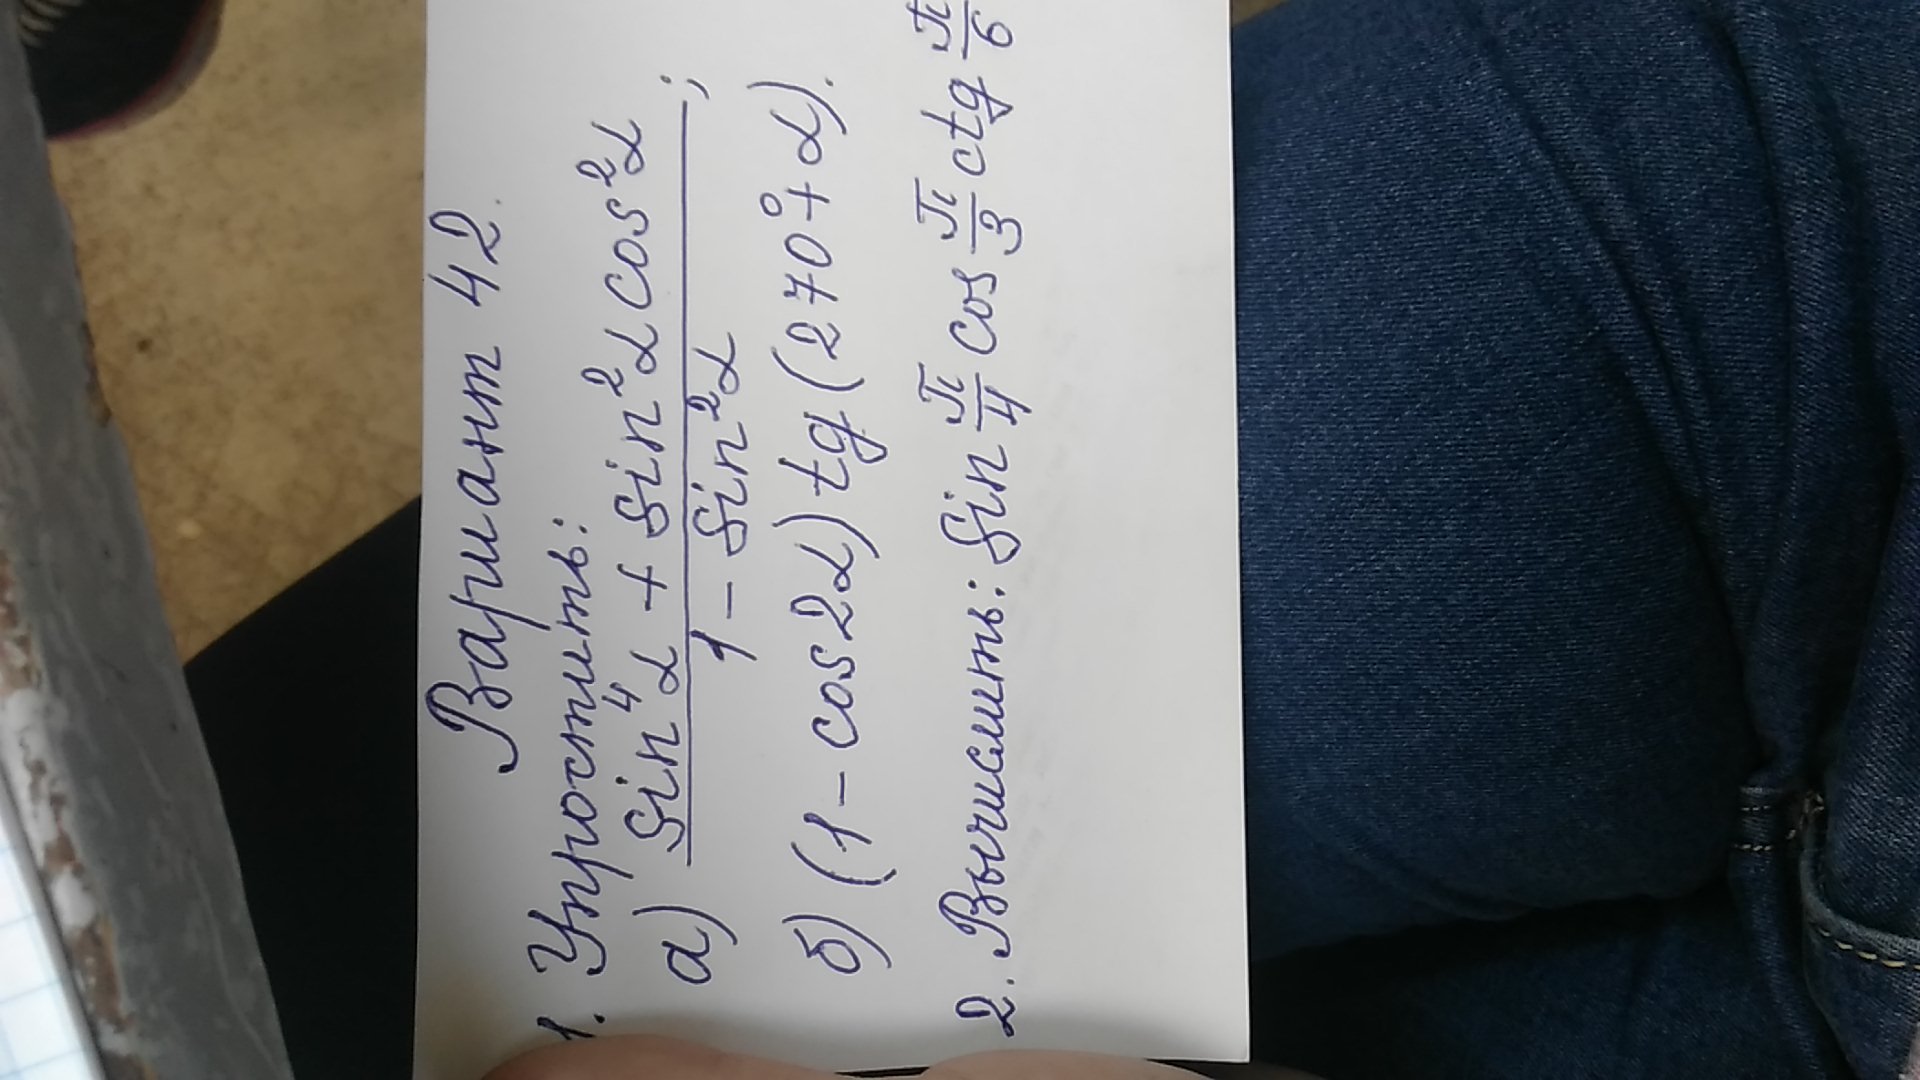 Вариант 42.
1. Упростить:
а) (sin⁴α + sin²α cos²α)/(1 - sin²α);
б) (1 - cos2α) tg (270° + α).
2. Вычислить: sin π/4 cos π/3 ctg π/6